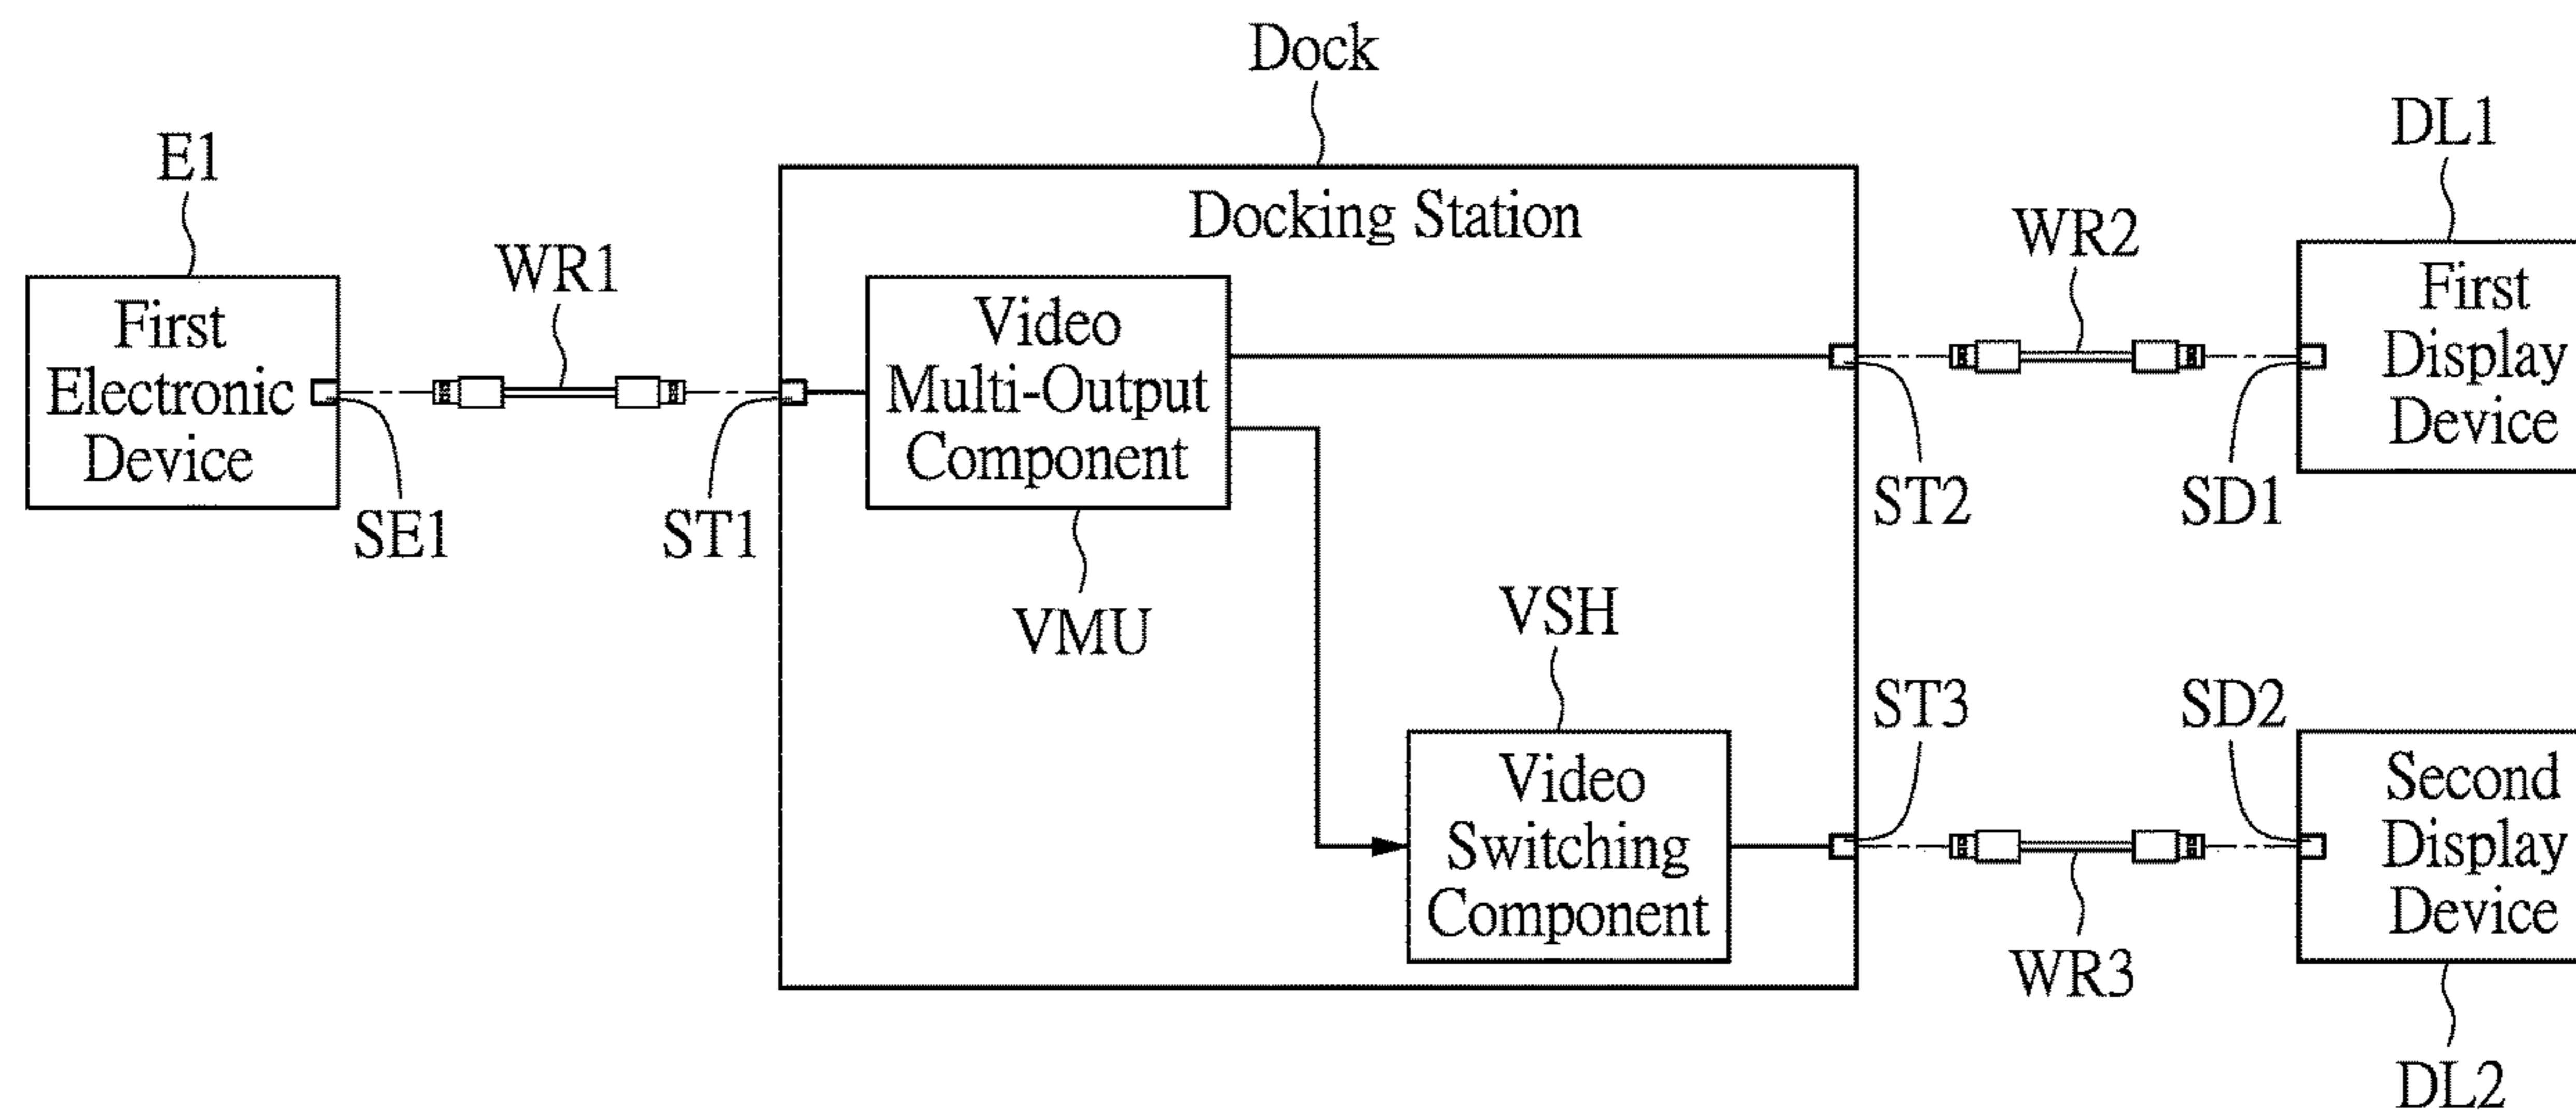 Dock
E1
DL1
WR1
WR2
Docking Station
First
Electronic
Device
Video
Multi-Output
Component
First
Display
Device
SE1
ST1
ST2
SD1
VMU
VSH
ST3
SD2
Video
Switching
Component
Second
Display
Device
WR3
DL2